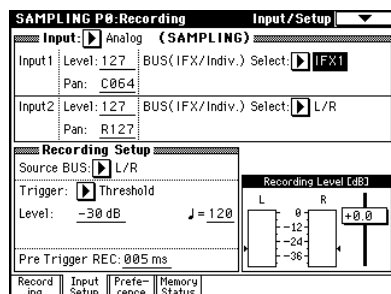 SAMPLING P0:Recording Input/Setup
Input: Analog (SAMPLING)
Input1 Level: 127 BUS(IFX/Indiv.) Select: IFX1
Pan: C064
Input2 Level: 127 BUS(IFX/Indiv.) Select: L/R
Pan: R127
Recording Setup
Source BUS: L/R
Trigger: Threshold
Level: -30 dB ♩= 120
Pre Trigger REC: 005 ms
Recording Level [dB]
L R
0
+0.0
-12
-24
-36
Record ing
Input Setup
Prefe- rence
Memory Status